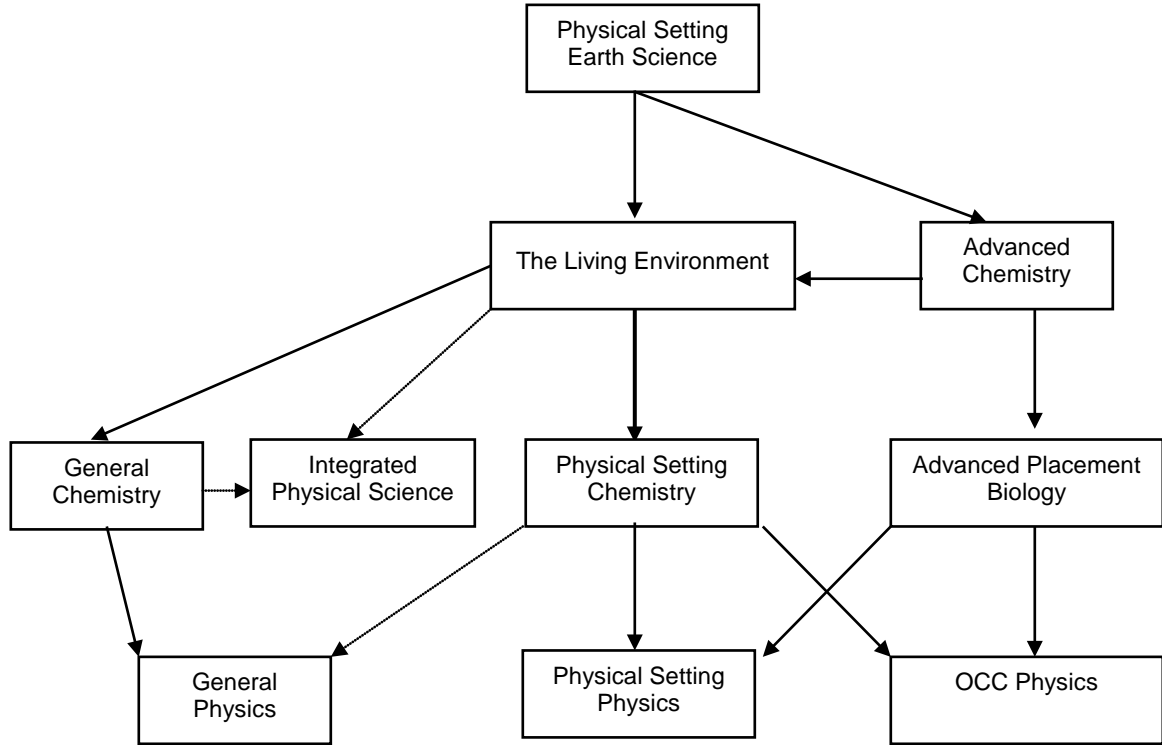 Physical Setting
Earth Science
The Living Environment
Advanced
Chemistry
General
Chemistry
Integrated
Physical Science
Physical Setting
Chemistry
Advanced Placement
Biology
General
Physics
Physical Setting
Physics
OCC Physics